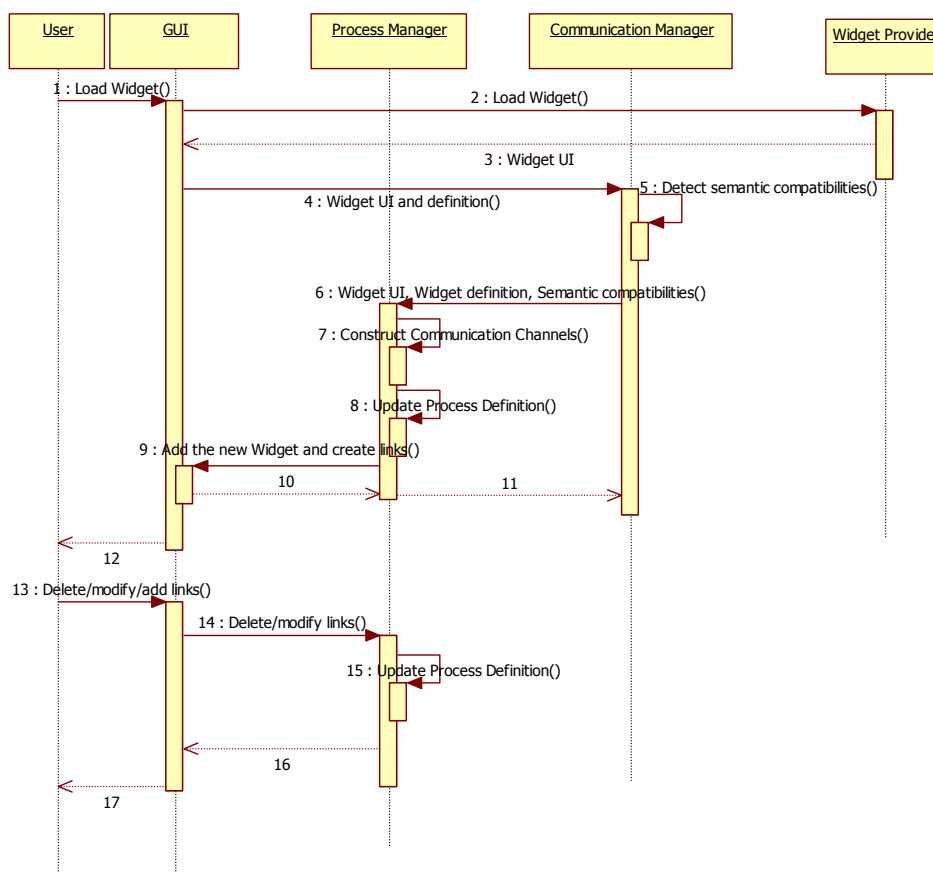 User
GUI
Process Manager
Communication Manager
Widget Provide
1 : Load Widget()
2 : Load Widget()
3 : Widget UI
4 : Widget UI and definition()
5 : Detect semantic compatibilities()
6 : Widget UI, Widget definition, Semantic compatibilities()
7 : Construct Communication Channels()
8 : Update Process Definition()
9 : Add the new Widget and create links()
10
11
12
13 : Delete/modify/add links()
14 : Delete/modify links()
15 : Update Process Definition()
16
17